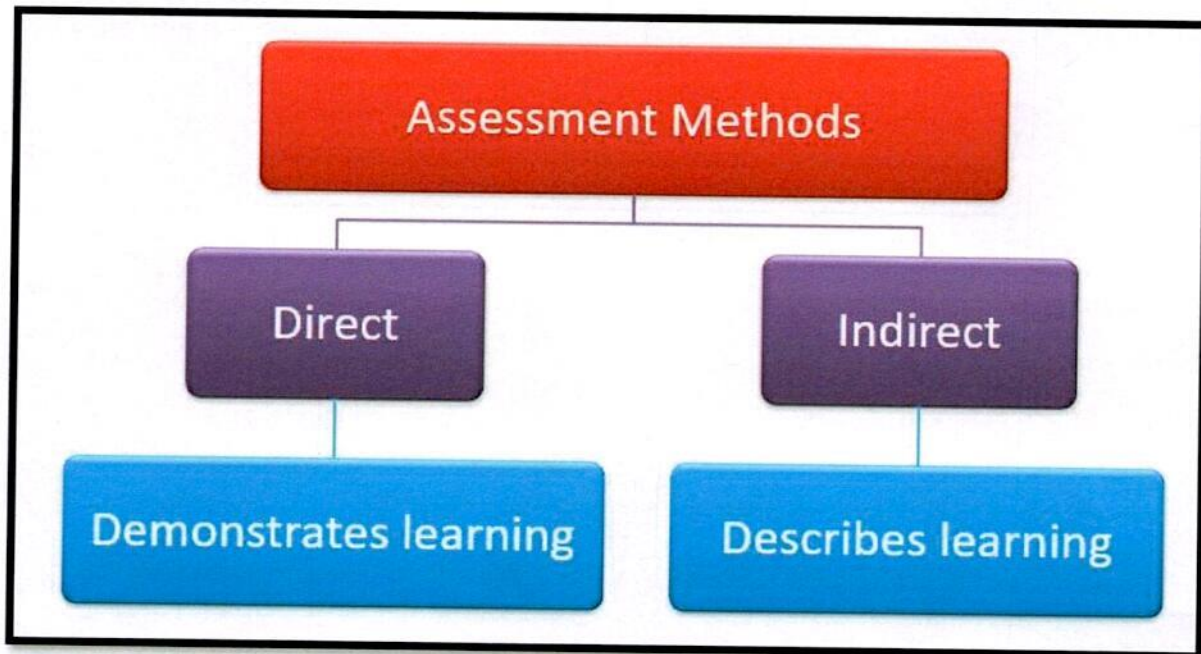 Assessment Methods
Direct
Indirect
Demonstrates learning
Describes learning